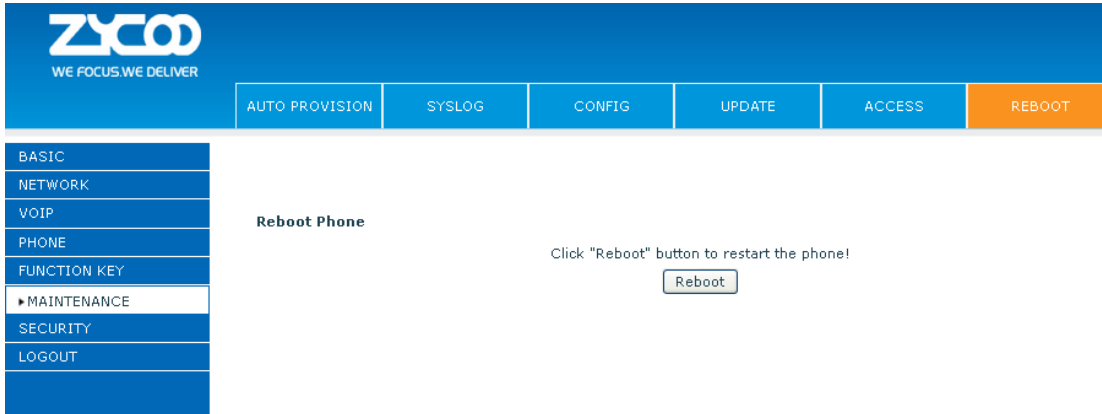 ZYCOO
WE FOCUS.WE DELIVER
AUTO PROVISION SYSLOG CONFIG UPDATE ACCESS REBOOT
BASIC
NETWORK
VOIP
PHONE
FUNCTION KEY
MAINTENANCE
SECURITY
LOGOUT
Reboot Phone
Click "Reboot" button to restart the phone!
Reboot